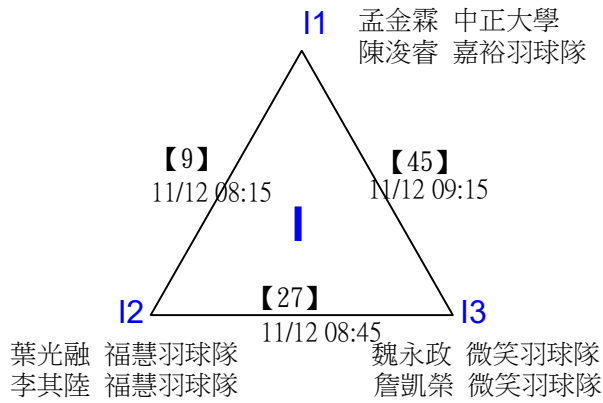 I1
孟金霖 中正大學
陳浚睿 嘉裕羽球隊
【9】
11/12 08:15
【45】
11/12 09:15
I
I2
【27】
11/12 08:45
I3
葉光融 福慧羽球隊
李其陸 福慧羽球隊
魏永政 微笑羽球隊
詹凱榮 微笑羽球隊